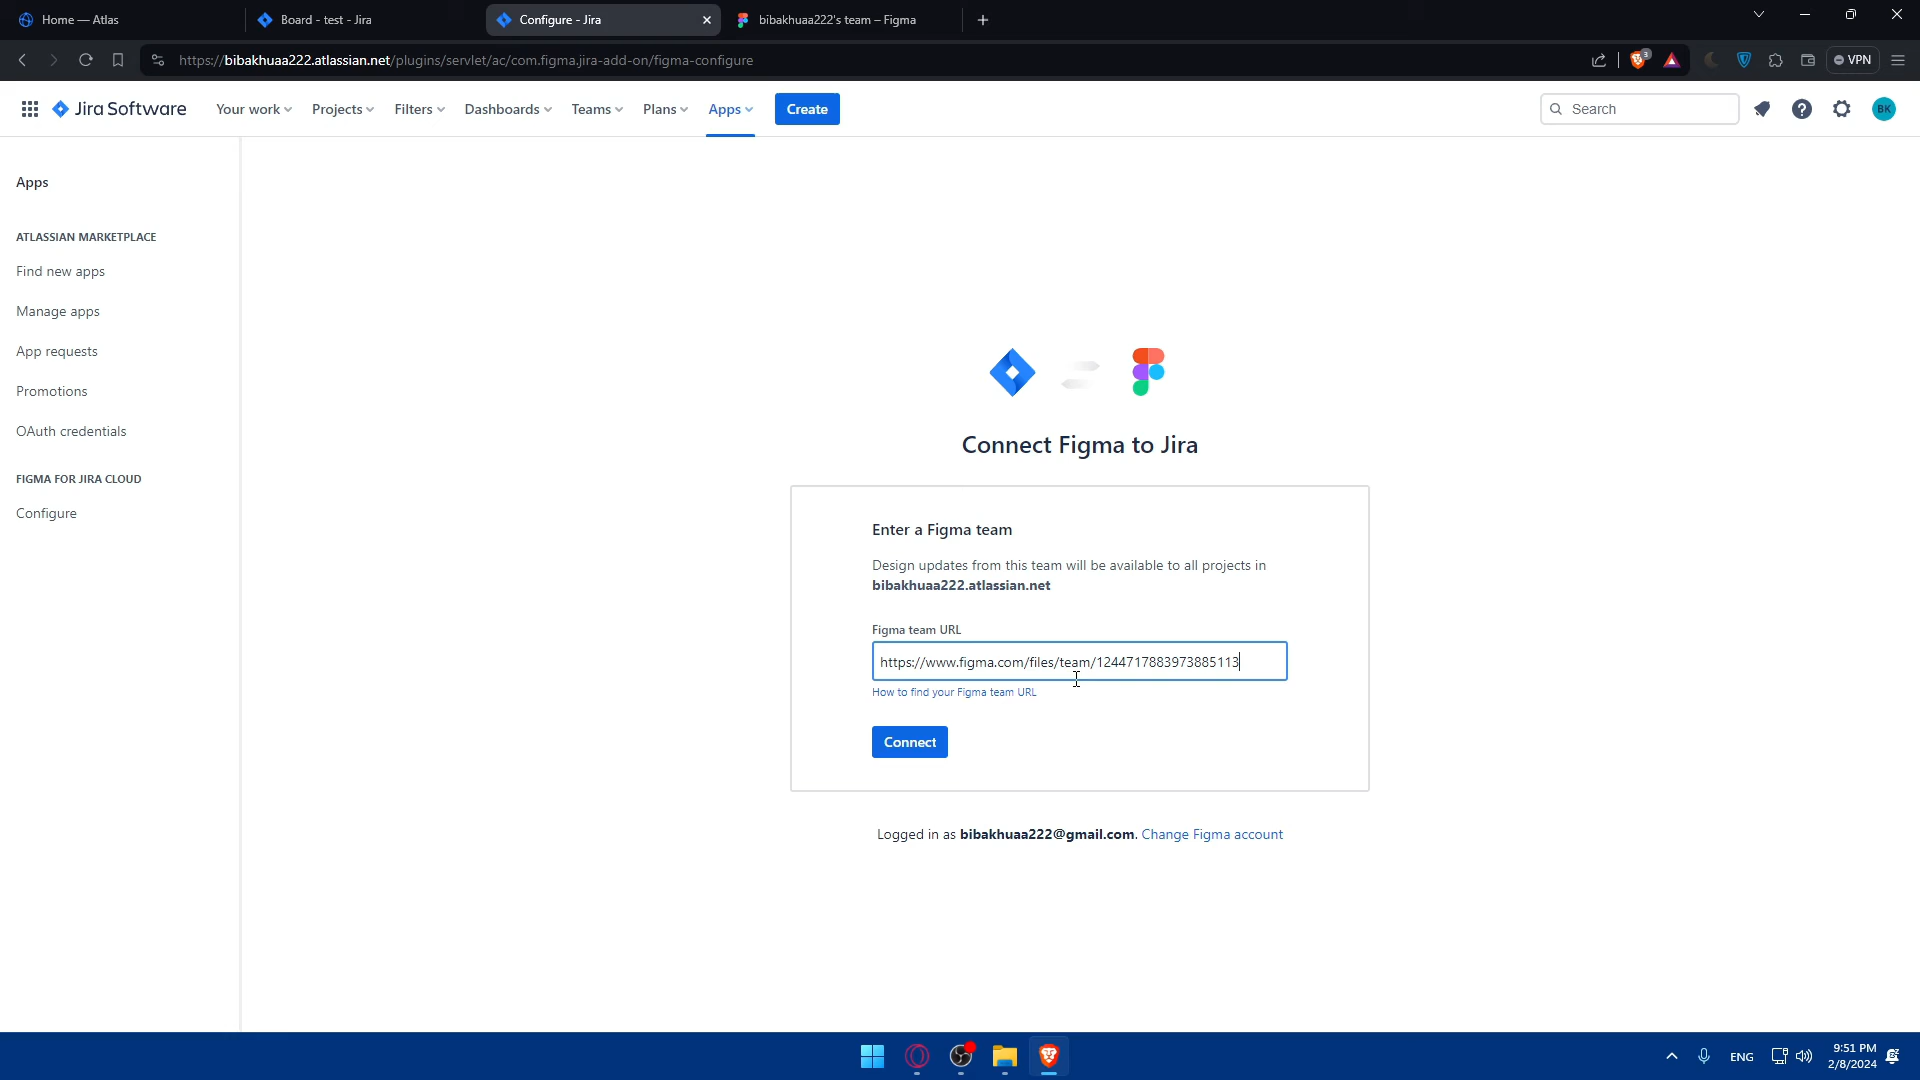 Home — Atlas
Board - test - Jira
Configure - Jira
bibakhuaa222's team – Figma
https://bibakhuaa222.atlassian.net/plugins/servlet/ac/com.figma.jira-add-on/figma-configure
3
VPN
Jira Software
Your work
Projects
Filters
Dashboards
Teams
Plans
Apps
Create
Search
BK
Apps
ATLASSIAN MARKETPLACE
Find new apps
Manage apps
App requests
Promotions
OAuth credentials
FIGMA FOR JIRA CLOUD
Configure
Connect Figma to Jira
Enter a Figma team
Design updates from this team will be available to all projects in
bibakhuaa222.atlassian.net
Figma team URL
https://www.figma.com/files/team/1244717883973885113
How to find your Figma team URL
Connect
Logged in as bibakhuaa222@gmail.com. Change Figma account
ENG
9:51 PM
2/8/2024